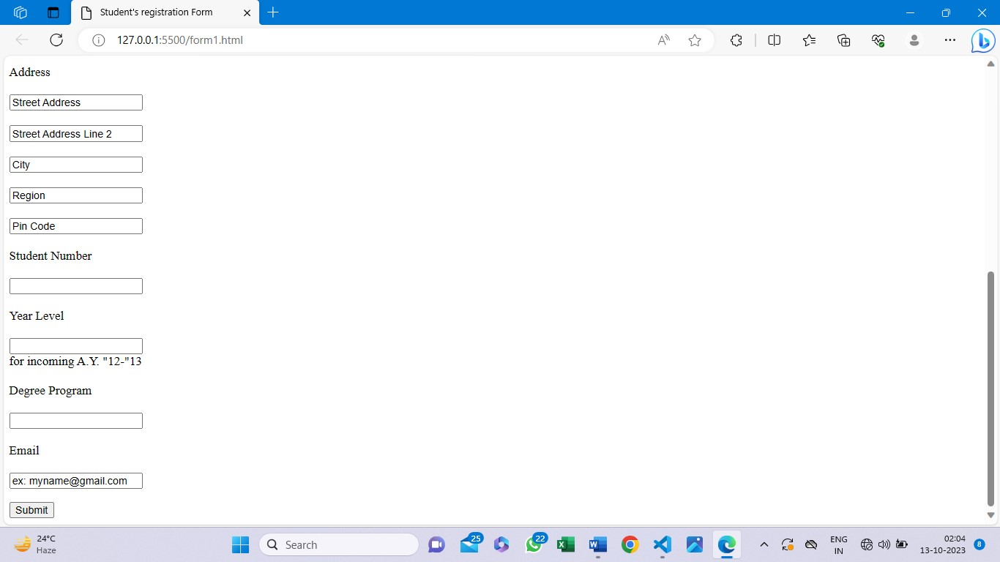 Student's registration Form
127.0.0.1:5500/form1.html
Address
Street Address
Street Address Line 2
City
Region
Pin Code
Student Number
Year Level
for incoming A.Y. "12-"13
Degree Program
Email
ex: myname@gmail.com
Submit
24°C
Haze
Search
25
22
ENG
IN
02:04
13-10-2023
8